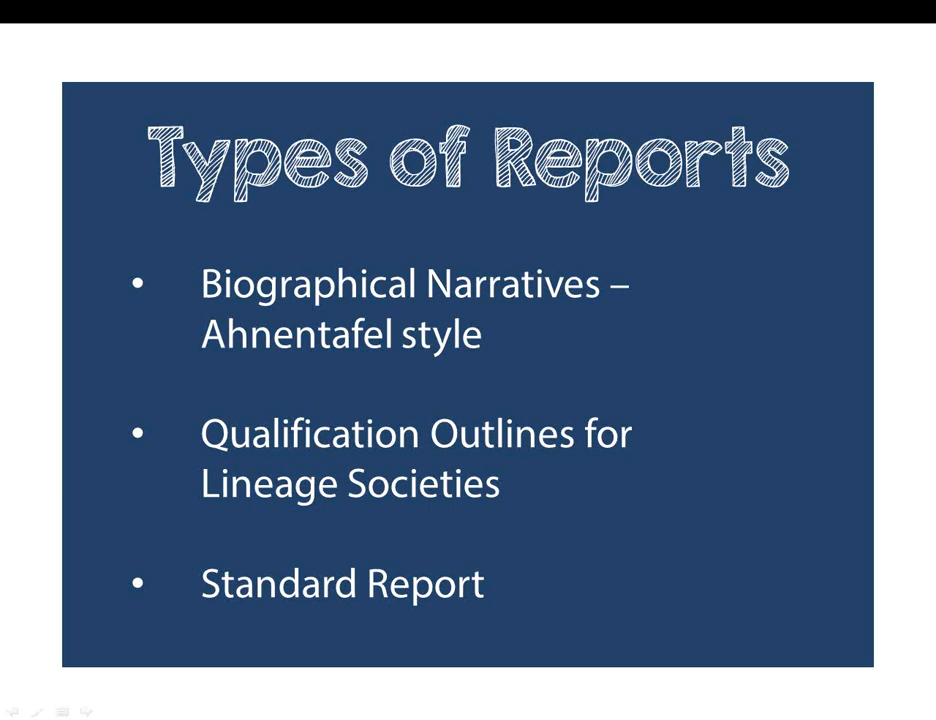 Types of Reports
• Biographical Narratives –
Ahnentafel style
• Qualification Outlines for
Lineage Societies
• Standard Report